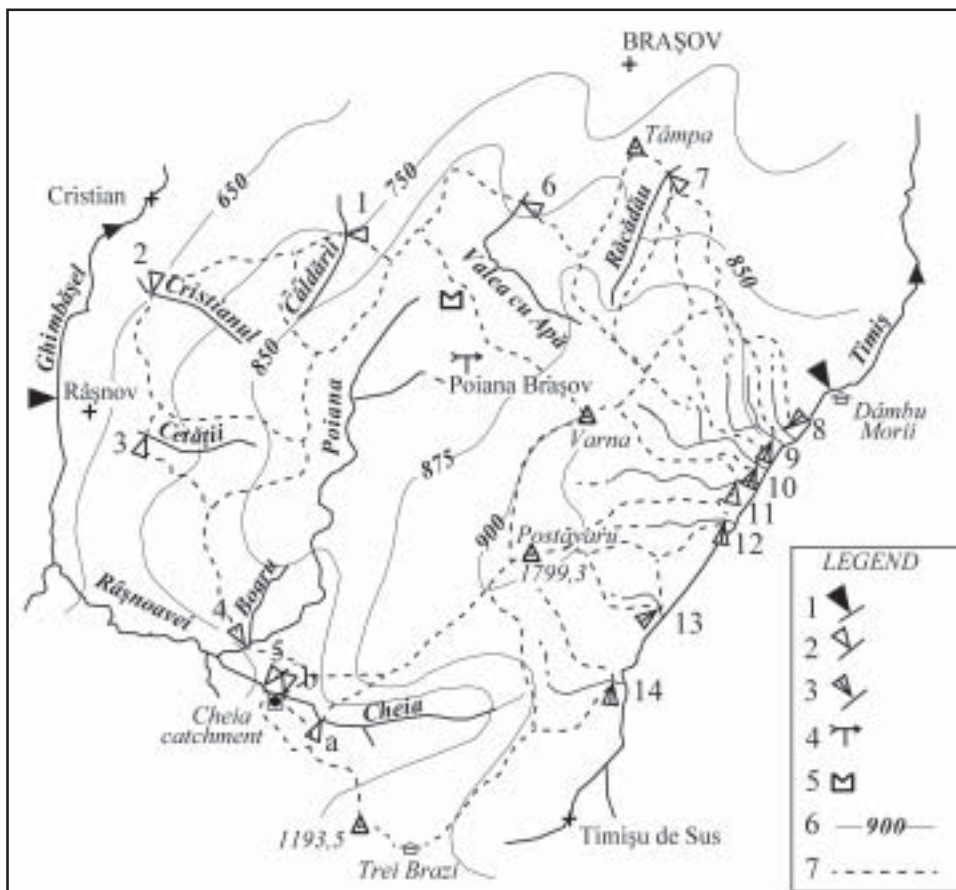 BRAŞOV
Tâmpa
Cristian
650
750
1
6
7
2
Răcădău
Căldării
Cristianul
Valea cu Apă
850
850
Ghimbăşel
Timiş
Poiana Braşov
Râşnov
Poiana
Dâmbu
Morii
Varna
8
Cetăţii
3
9
875
10
11
900
Postăvaru
12
1799,3
LEGEND
Râşnoavei
4
13
1
5
b
14
2
Cheia
Cheia
catchment
a
3
4
5
1193,5
Timişu de Sus
6 900
Trei Brazi
7